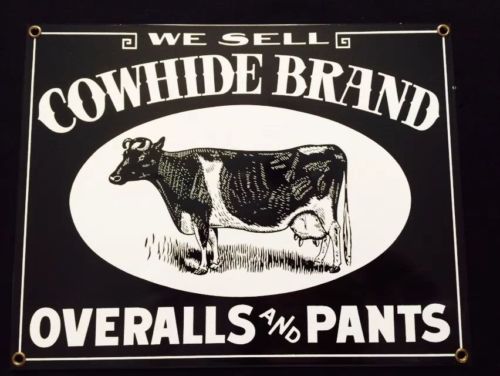 WE SELL
COWHIDE BRAND
OVERALLS AND PANTS